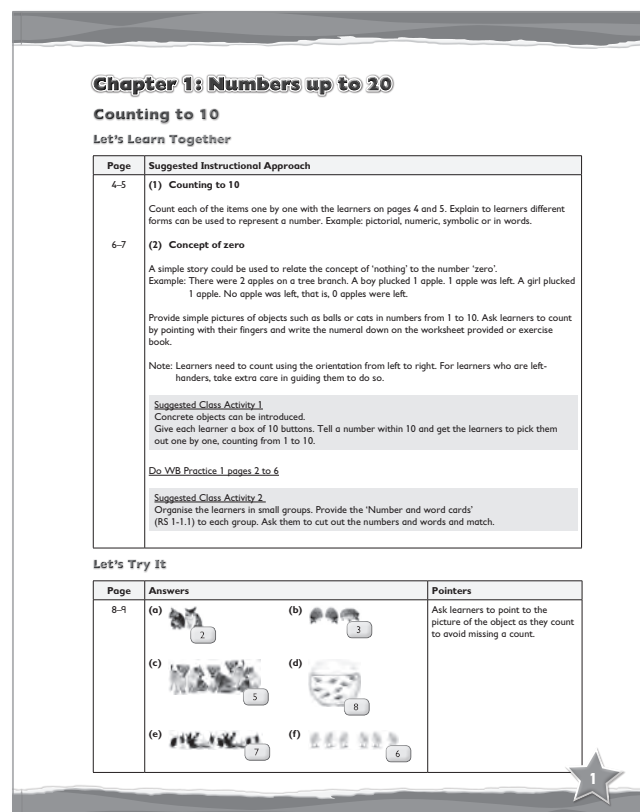 Chapter 1: Numbers up to 20
Counting to 10
Let's Learn Together
Page Suggested Instructional Approach
4–5 (1) Counting to 10
Count each of the items one by one with the learners on pages 4 and 5. Explain to learners different
forms can be used to represent a number. Example: pictorial, numeric, symbolic or in words.
6–7 (2) Concept of zero
A simple story could be used to relate the concept of 'nothing' to the number 'zero'.
Example: There were 2 apples on a tree branch. A boy plucked 1 apple. 1 apple was left. A girl plucked
1 apple. No apple was left, that is, 0 apples were left.
Provide simple pictures of objects such as balls or cats in numbers from 1 to 10. Ask learners to count
by pointing with their fingers and write the numeral down on the worksheet provided or exercise
book.
Note: Learners need to count using the orientation from left to right. For learners who are left-
handers, take extra care in guiding them to do so.
Suggested Class Activity 1
Concrete objects can be introduced.
Give each learner a box of 10 buttons. Tell a number within 10 and get the learners to pick them
out one by one, counting from 1 to 10.
Do WB Practice 1 pages 2 to 6
Suggested Class Activity 2
Organise the learners in small groups. Provide the 'Number and word cards'
(RS 1-1.1) to each group. Ask them to cut out the numbers and words and match.
Let's Try It
Page Answers Pointers
8–9 (a) 2 (b) 3 Ask learners to point to the
picture of the object as they count
to avoid missing a count.
(c) 5 (d) 8
(e) 7 (f) 6
1